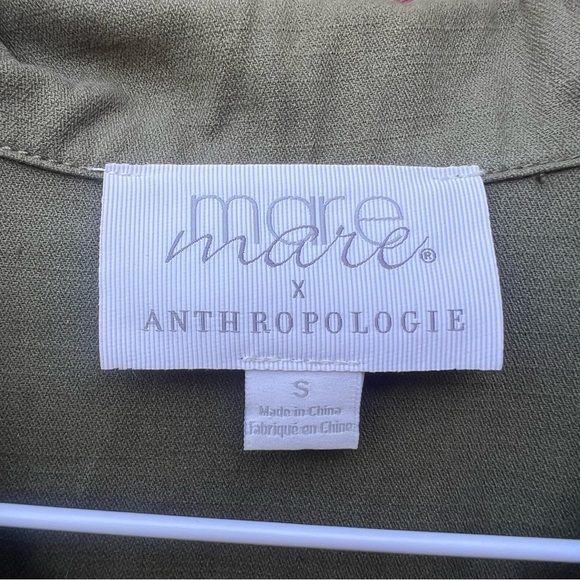 mare
mare®
X
ANTHROPOLOGIE
S
Made in China
fabriqué en Chine